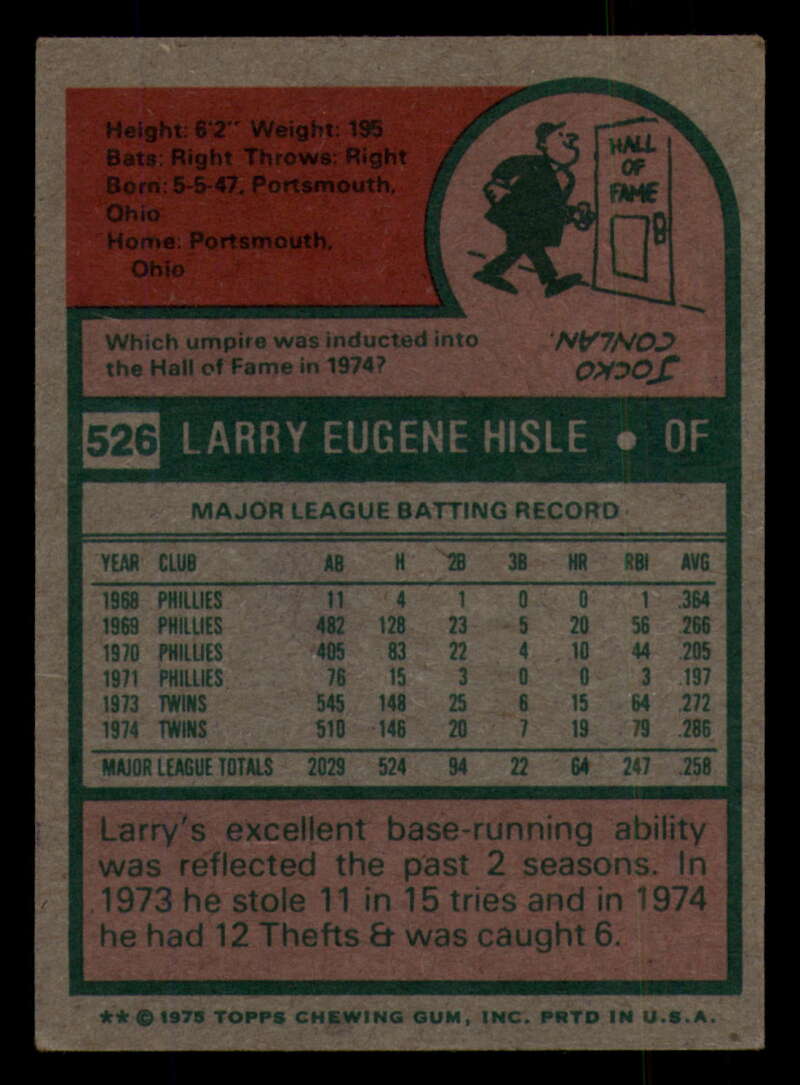 Height: 6'2" Weight: 195
Bats: Right Throws: Right
Born: 5-5-47, Portsmouth,
Ohio
Home: Portsmouth,
Ohio
HALL
OF
FAME
Which umpire was inducted into
the Hall of Fame in 1974?
JOCKO
CONLAN.
526 LARRY EUGENE HISLE • OF
MAJOR LEAGUE BATTING RECORD
YEAR CLUB AB H 2B 3B HR RBI AVG
1968 PHILLIES 11 4 1 0 0 1 .364
1969 PHILLIES 482 128 23 5 20 56 .266
1970 PHILLIES 405 83 22 4 10 44 .205
1971 PHILLIES 76 15 3 0 0 3 .197
1973 TWINS 545 148 25 6 15 64 .272
1974 TWINS 510 146 20 7 19 79 .286
MAJOR LEAGUE TOTALS 2029 524 94 22 64 247 .258
Larry's excellent base-running ability
was reflected the past 2 seasons. In
1973 he stole 11 in 15 tries and in 1974
he had 12 Thefts & was caught 6.
** © 1975 TOPPS CHEWING GUM, INC. PRTD IN U.S.A.